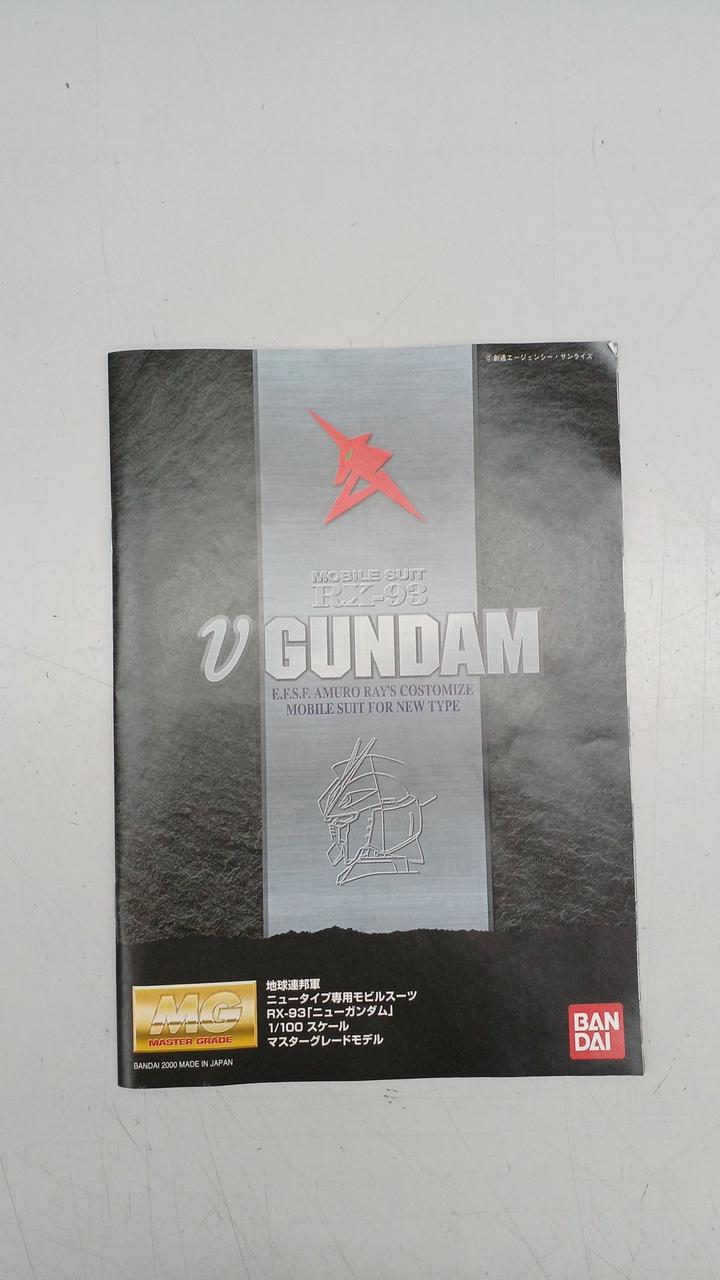 ©創通エージェンシー・サンライズ
MOBILE SUIT
RX-93
ν GUNDAM
E.F.S.F. AMURO RAY'S COSTOMIZE
MOBILE SUIT FOR NEW TYPE
MG
MASTER GRADE
地球連邦軍
ニュータイプ専用モビルスーツ
RX-93「ニューガンダム」
1/100 スケール
マスターグレードモデル
BAN
DAI
BANDAI 2000 MADE IN JAPAN